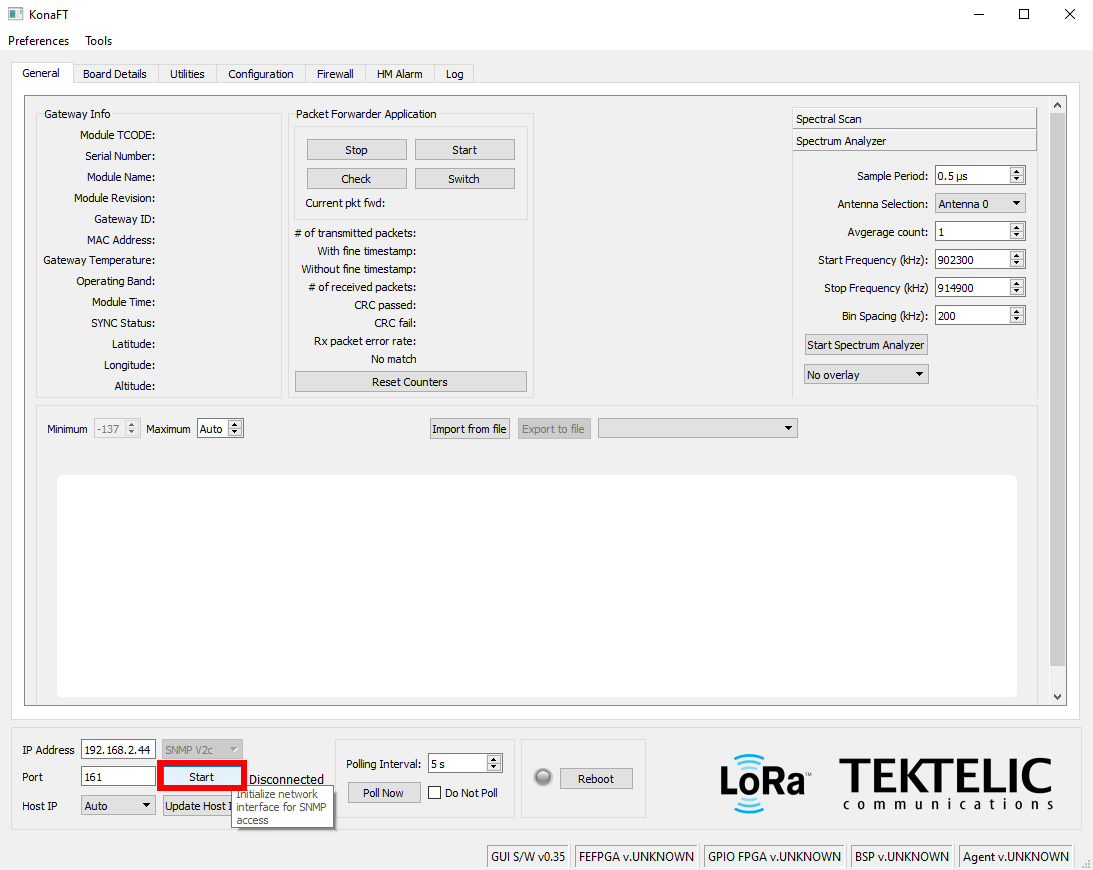 KonaFT
Preferences Tools
General Board Details Utilities Configuration Firewall HM Alarm Log
Gateway Info
Module TCODE:
Serial Number:
Module Name:
Module Revision:
Gateway ID:
MAC Address:
Gateway Temperature:
Operating Band:
Module Time:
SYNC Status:
Latitude:
Longitude:
Altitude:
Packet Forwarder Application
Stop Start
Check Switch
Current pkt fwd:
# of transmitted packets:
With fine timestamp:
Without fine timestamp:
# of received packets:
CRC passed:
CRC fail:
Rx packet error rate:
No match
Reset Counters
Spectral Scan
Spectrum Analyzer
Sample Period: 0.5 µs
Antenna Selection: Antenna 0
Avgerage count: 1
Start Frequency (kHz): 902300
Stop Frequency (kHz) 914900
Bin Spacing (kHz): 200
Start Spectrum Analyzer
No overlay
Minimum -137 Maximum Auto Import from file Export to file
IP Address 192.168.2.44 SNMP V2c
Port 161 Start Disconnected
Host IP Auto Update Host I
Initialize network
interface for SNMP
access
Polling Interval: 5 s
Poll Now Do Not Poll
Reboot
LoRa™
TEKTELIC
communications
GUI S/W v0.35 FEFPGA v.UNKNOWN GPIO FPGA v.UNKNOWN BSP v.UNKNOWN Agent v.UNKNOWN